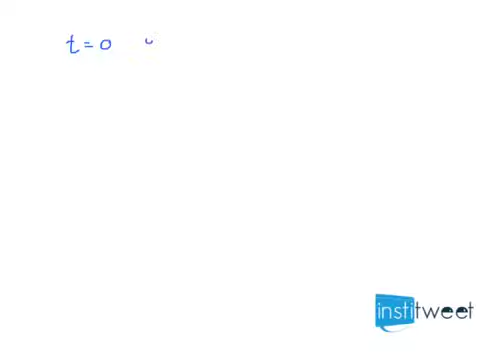 t = 0
institweet